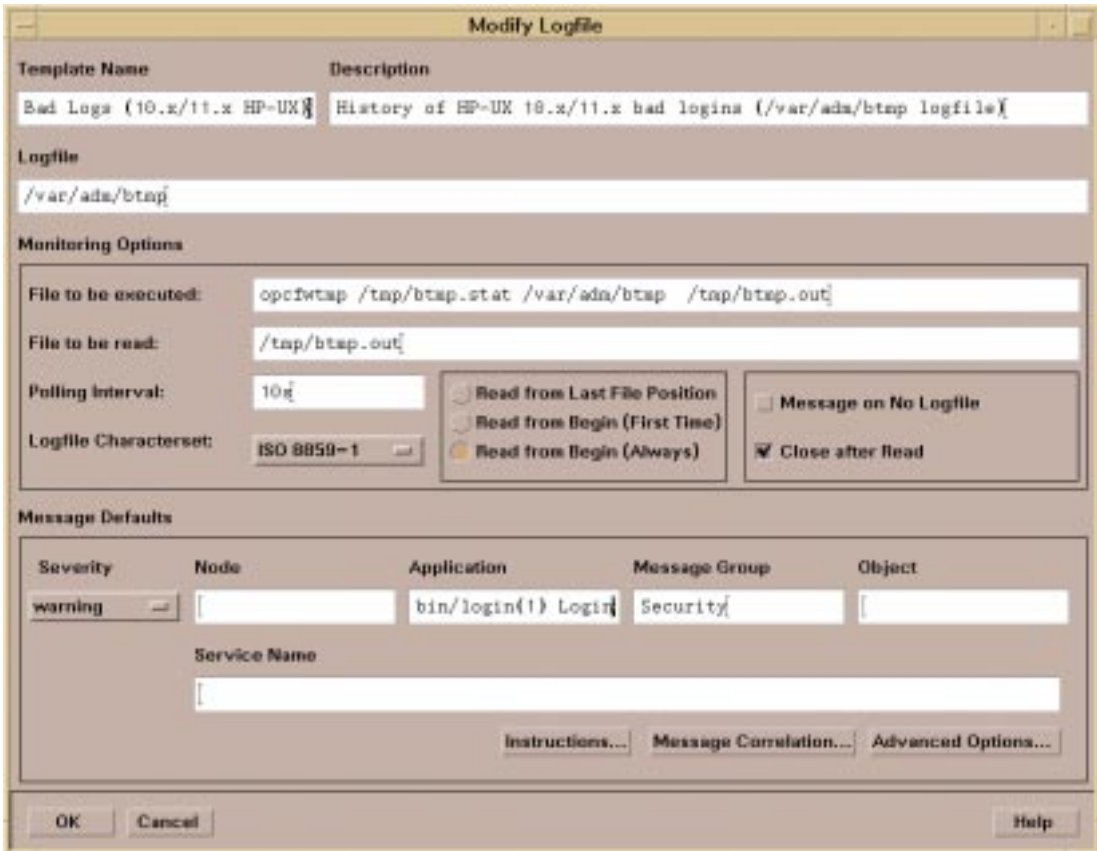 Modify Logfile
Template Name Description
Bad Logs (10.x/11.x HP-UX) History of HP-UX 10.x/11.x bad logins (/var/adm/btmp logfile)
Logfile
/var/adm/btmp
Monitoring Options
File to be executed: opcfwtmp /tmp/btmp.stat /var/adm/btmp /tmp/btmp.out
File to be read: /tmp/btmp.out
Polling Interval: 10s Read from Last File Position Message on No Logfile
Read from Begin (First Time)
Logfile Characterset: ISO 8859-1 Read from Begin (Always) Close after Read
Message Defaults
Severity Node Application Message Group Object
warning bin/login(1) Login Security
Service Name
Instructions... Message Correlation... Advanced Options...
OK Cancel Help